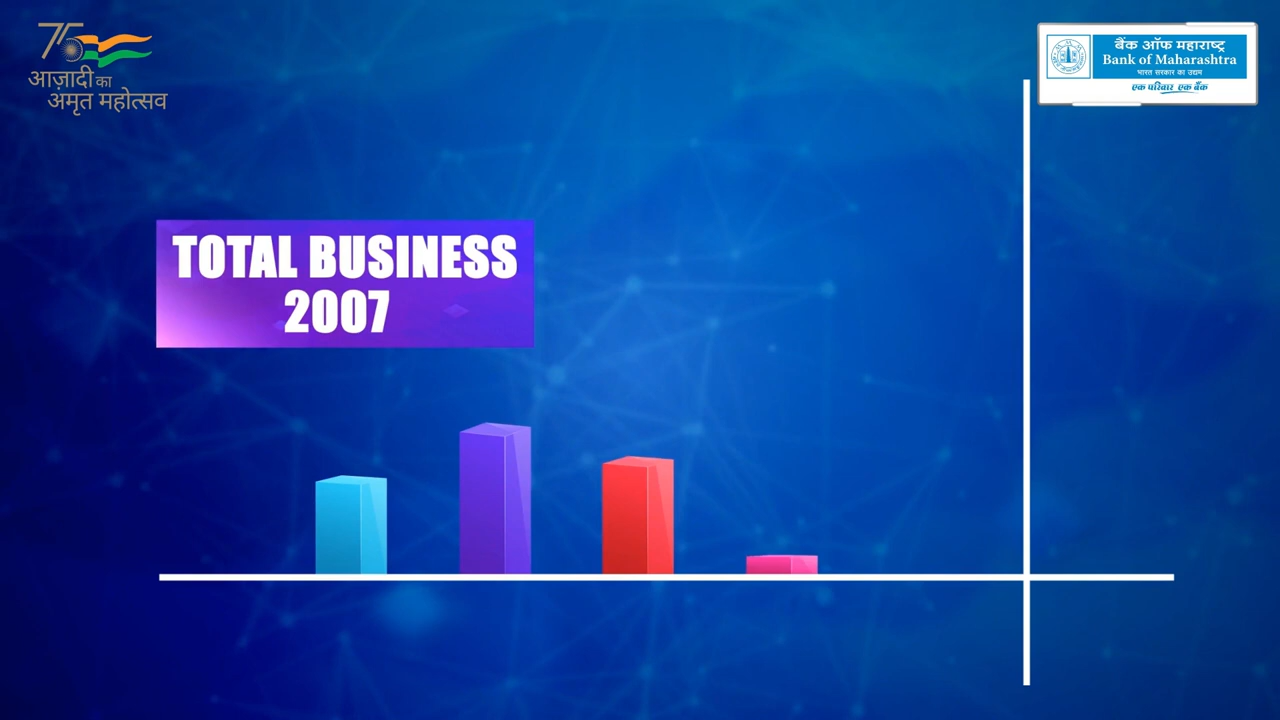 75
आज़ादी का
अमृत महोत्सव
बैंक ऑफ महाराष्ट्र
Bank of Maharashtra
भारत सरकार का उद्यम
एक परिवार एक बैंक
TOTAL BUSINESS
2007